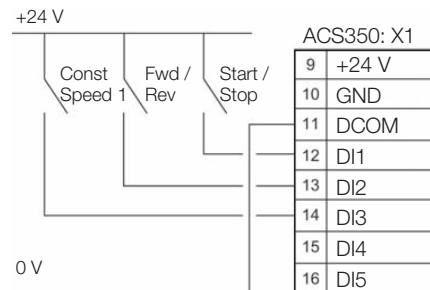 +24 V
Const
Speed 1
Fwd /
Rev
Start /
Stop
0 V
ACS350: X1
9 +24 V
10 GND
11 DCOM
12 DI1
13 DI2
14 DI3
15 DI4
16 DI5